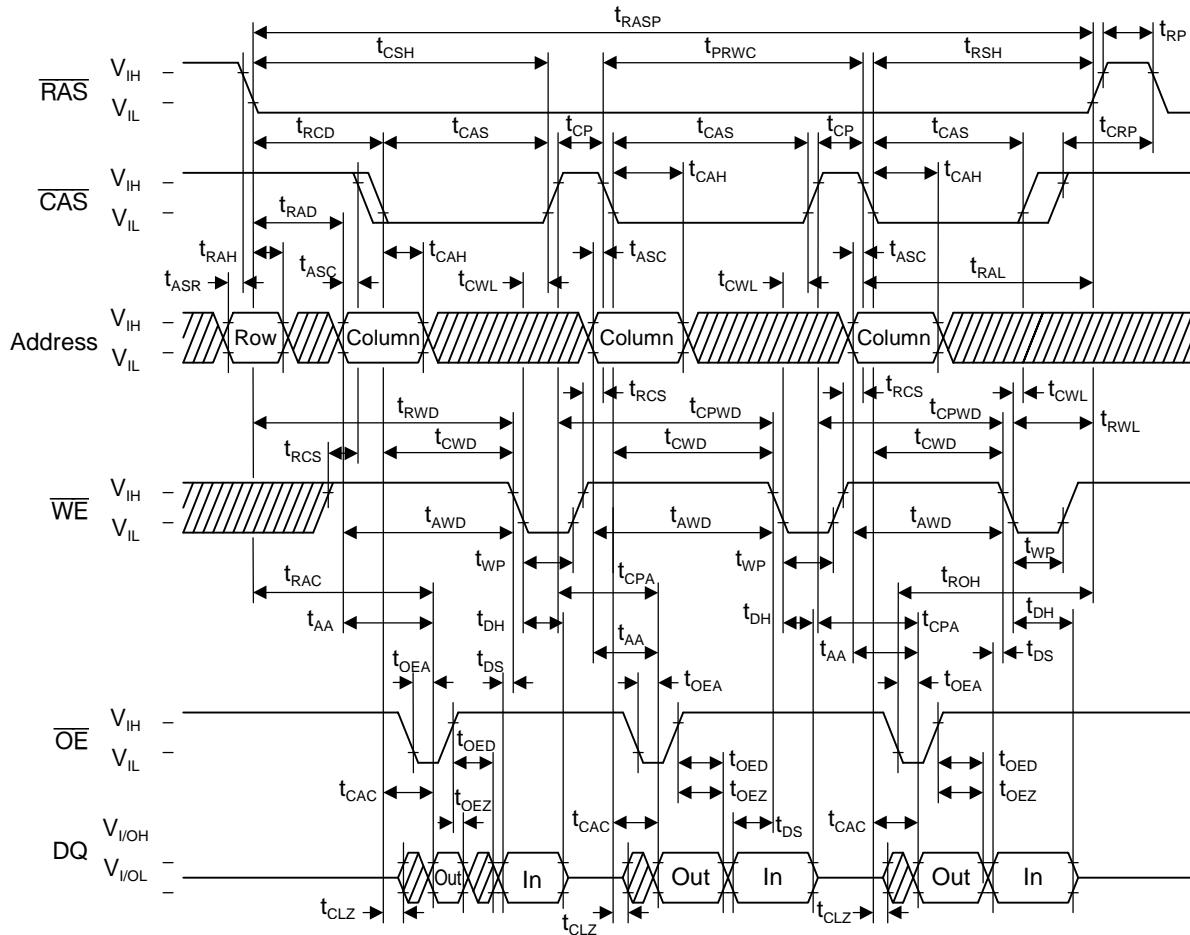 tRASP
tRP
tCSH
tPRWC
tRSH
RAS
VIH
VIL
tRCD
tCAS
tCP
tCAS
tCP
tCAS
tCRP
CAS
VIH
VIL
tCAH
tCAH
tRAD
tRAH
tASC
tCAH
tASC
tASC
tASR
tCWL
tCWL
tRAL
Address
VIH
VIL
Row
Column
Column
Column
tRCS
tRCS
tCWL
tRWD
tCPWD
tCPWD
tRWL
tRCS
tCWD
tCWD
tCWD
WE
VIH
VIL
tAWD
tAWD
tAWD
tWP
tWP
tWP
tRAC
tCPA
tROH
tAA
tDH
tDH
tCPA
tDH
tAA
tAA
tDS
tDS
tOEA
tOEA
tOEA
OE
VIH
VIL
tOED
tOED
tOED
tCAC
tOEZ
tOEZ
tOEZ
tCAC
tDS
tCAC
DQ
VI/OH
VI/OL
Out
In
Out
In
Out
In
tCLZ
tCLZ
tCLZ